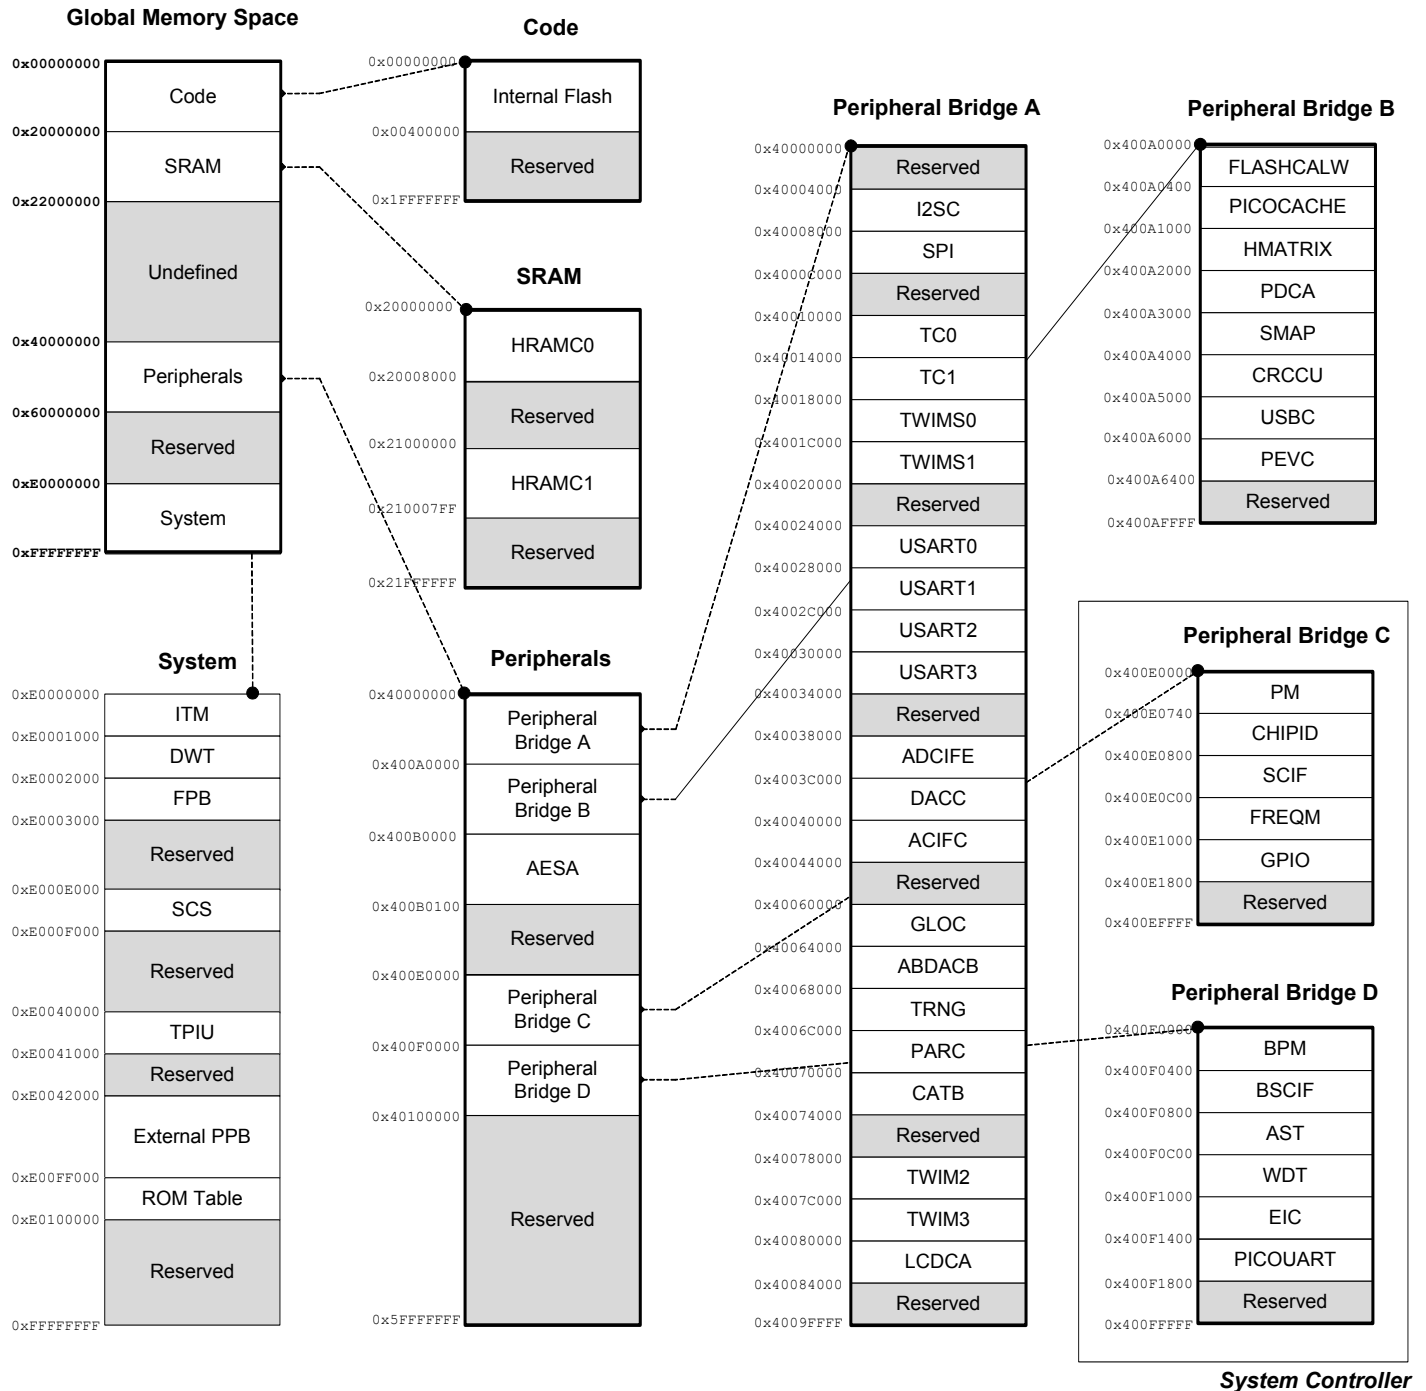 Global Memory Space
0x00000000
Code
0x20000000
SRAM
0x22000000
Undefined
0x40000000
Peripherals
0x60000000
Reserved
0xE0000000
System
0xFFFFFFFF
Code
0x00000000
Internal Flash
0x00400000
Reserved
0x1FFFFFFF
SRAM
0x20000000
HRAMC0
0x20008000
Reserved
0x21000000
HRAMC1
0x210007FF
Reserved
0x21FFFFFF
System
0xE0000000
ITM
0xE0001000
DWT
0xE0002000
FPB
0xE0003000
Reserved
0xE000E000
SCS
0xE000F000
Reserved
0xE0040000
TPIU
0xE0041000
Reserved
0xE0042000
External PPB
0xE00FF000
ROM Table
0xE0100000
Reserved
0xFFFFFFFF
Peripherals
0x40000000
Peripheral
Bridge A
0x400A0000
Peripheral
Bridge B
0x400B0000
AESA
0x400B0100
Reserved
0x400E0000
Peripheral
Bridge C
0x400F0000
Peripheral
Bridge D
0x40100000
Reserved
0x5FFFFFFF
Peripheral Bridge A
0x40000000
Reserved
0x40004000
I2SC
0x40008000
SPI
0x4000C000
Reserved
0x40010000
TC0
0x40014000
TC1
0x40018000
TWIMS0
0x4001C000
TWIMS1
0x40020000
Reserved
0x40024000
USART0
0x40028000
USART1
0x4002C000
USART2
0x40030000
USART3
0x40034000
Reserved
0x40038000
ADCIFE
0x4003C000
DACC
0x40040000
ACIFC
0x40044000
Reserved
0x40060000
GLOC
0x40064000
ABDACB
0x40068000
TRNG
0x4006C000
PARC
0x40070000
CATB
0x40074000
Reserved
0x40078000
TWIM2
0x4007C000
TWIM3
0x40080000
LCDCA
0x40084000
Reserved
0x4009FFFF
Peripheral Bridge B
0x400A0000
FLASHCALW
0x400A0400
PICOCACHE
0x400A1000
HMATRIX
0x400A2000
PDCA
0x400A3000
SMAP
0x400A4000
CRCCU
0x400A5000
USBC
0x400A6000
PEVC
0x400A6400
Reserved
0x400AFFFF
Peripheral Bridge C
0x400E0000
PM
0x400E0740
CHIPID
0x400E0800
SCIF
0x400E0C00
FREQM
0x400E1000
GPIO
0x400E1800
Reserved
0x400EFFFF
Peripheral Bridge D
0x400F0000
BPM
0x400F0400
BSCIF
0x400F0800
AST
0x400F0C00
WDT
0x400F1000
EIC
0x400F1400
PICOUART
0x400F1800
Reserved
0x400FFFFF
System Controller